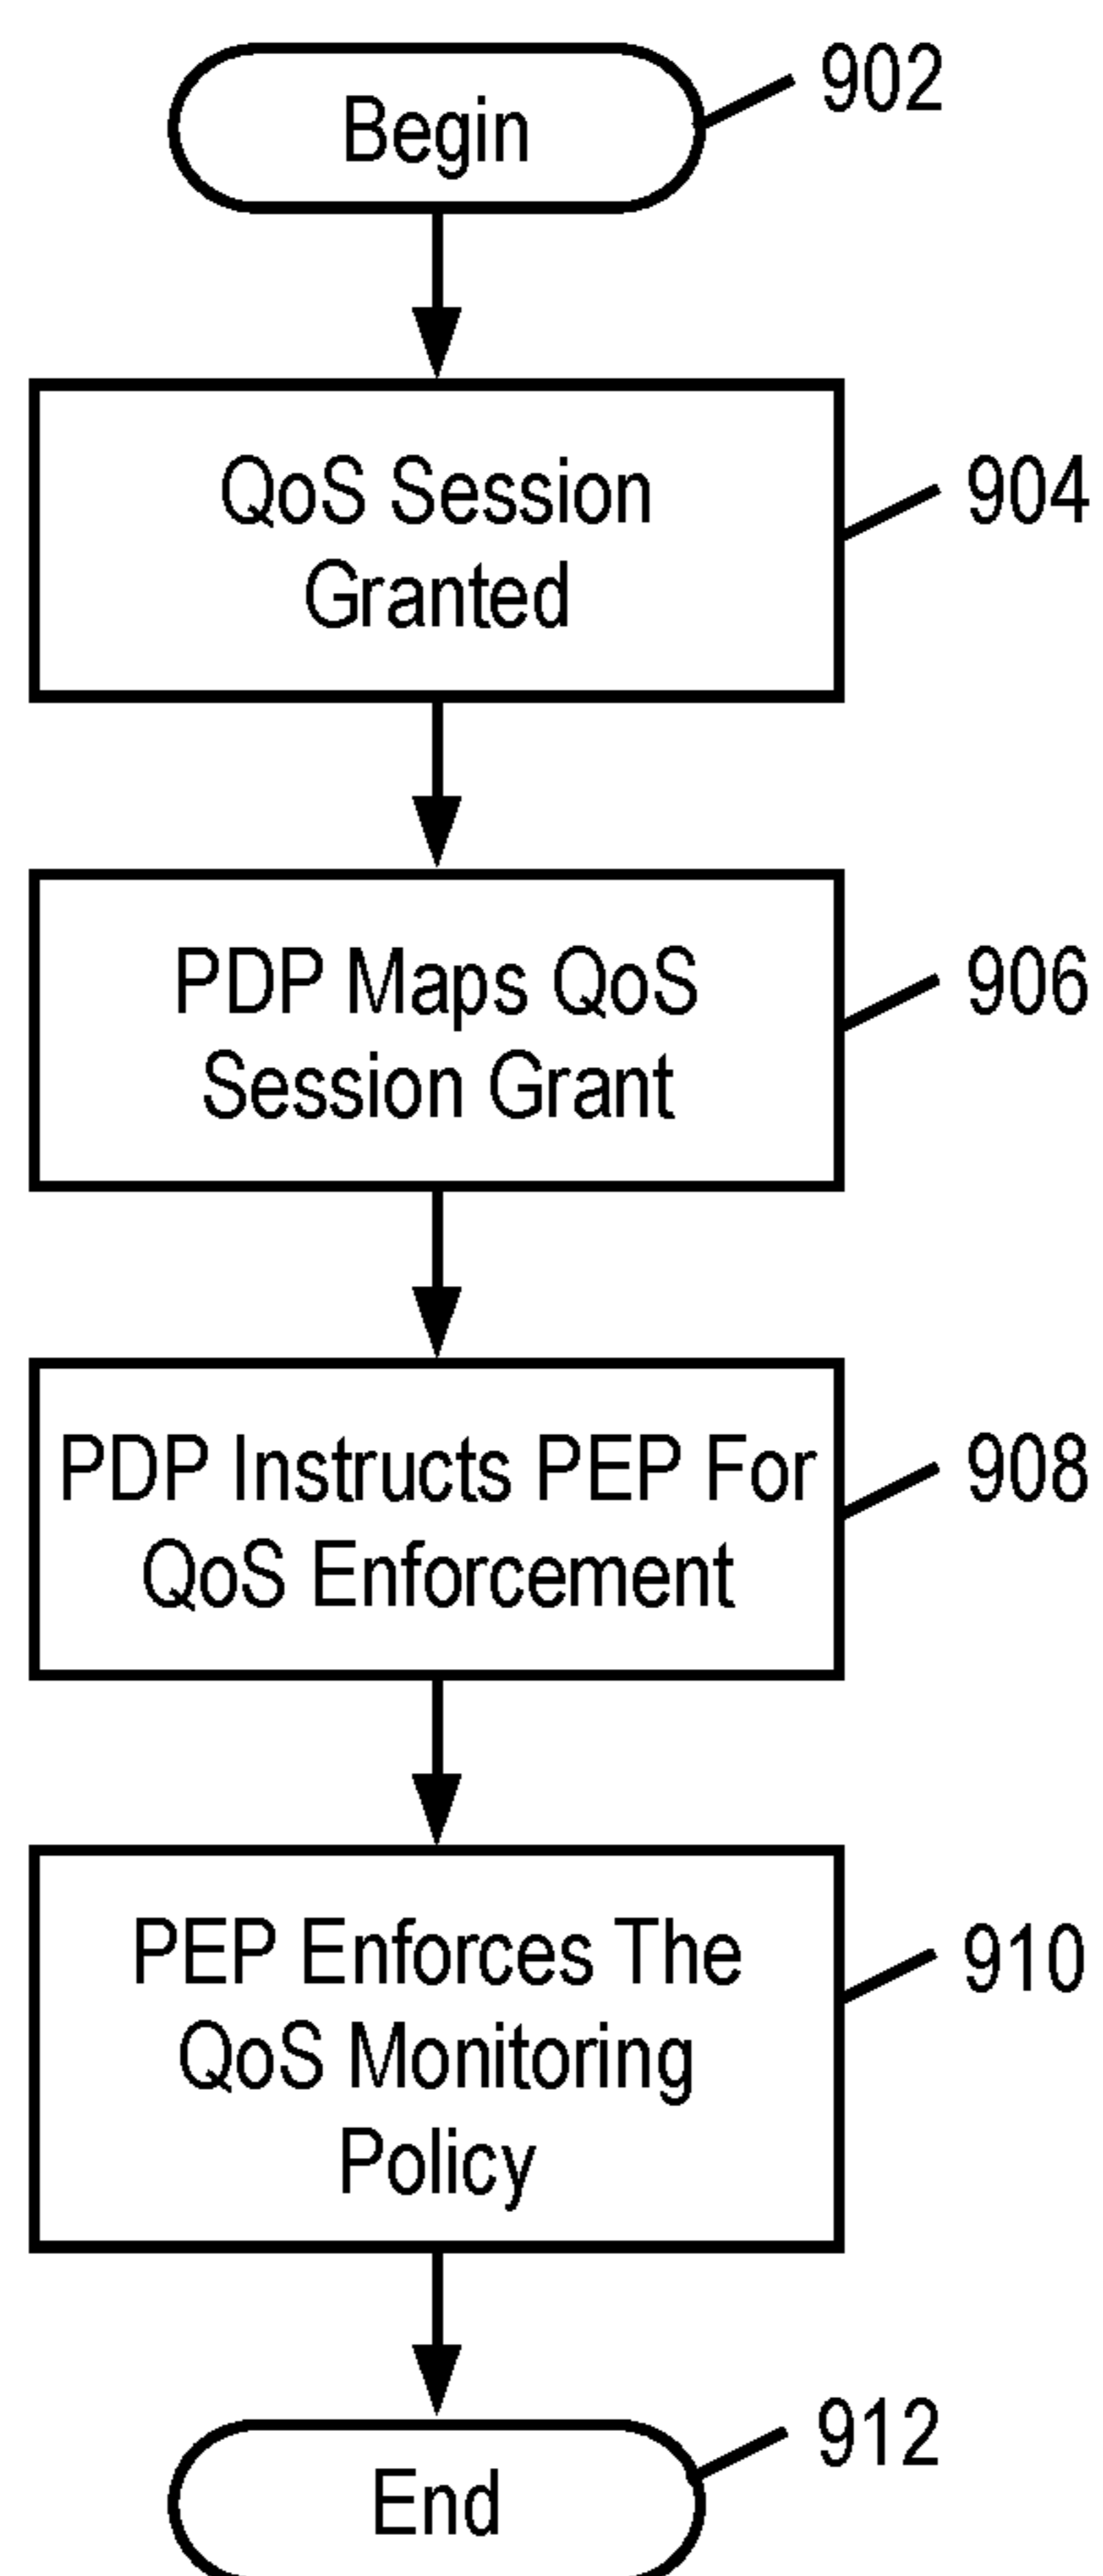 Begin
902
QoS Session
Granted
904
PDP Maps QoS
Session Grant
906
PDP Instructs PEP For
QoS Enforcement
908
PEP Enforces The
QoS Monitoring
Policy
910
End
912